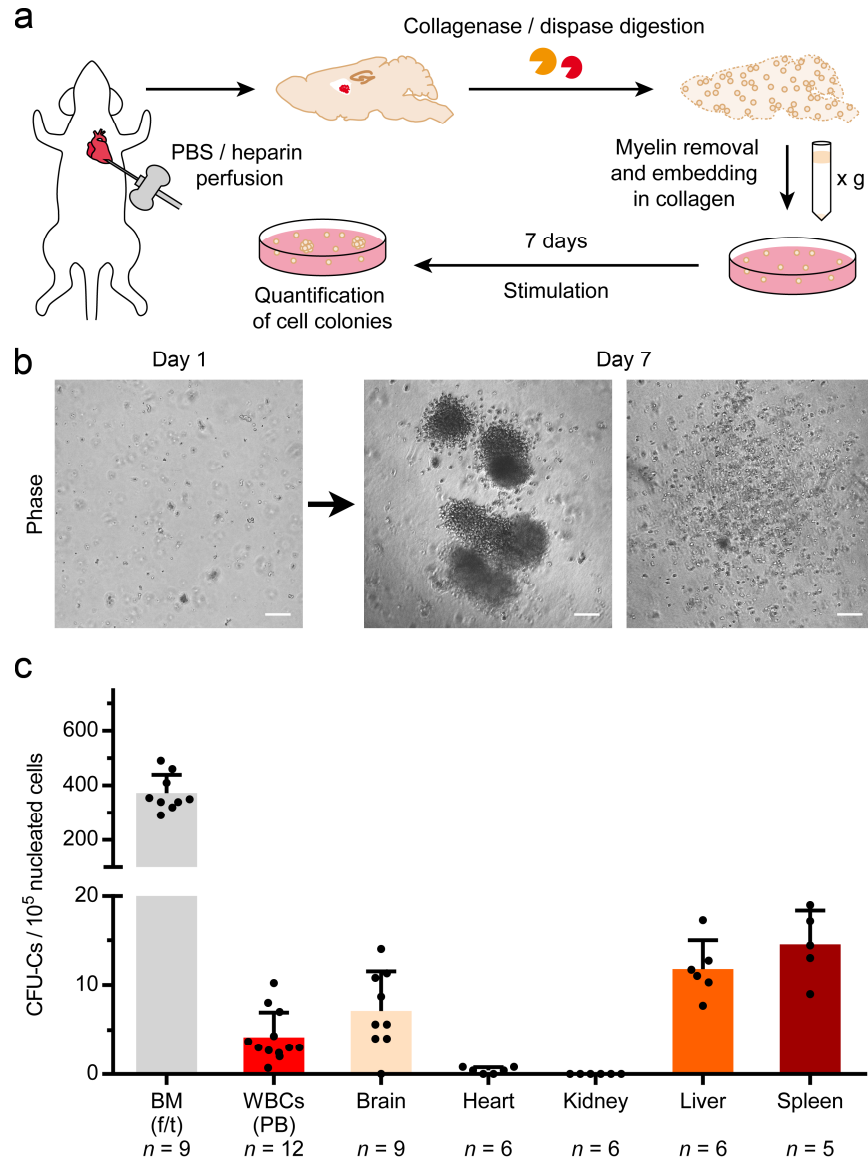 a
Collagenase / dispase digestion
PBS / heparin
perfusion
Myelin removal
and embedding
in collagen
x g
7 days
Stimulation
Quantification
of cell colonies
b
Day 1
Day 7
Phase
c
CFU-Cs / 10⁵ nucleated cells
600
400
200
20
10
0
BM
(f/t)
n = 9
WBCs
(PB)
n = 12
Brain
n = 9
Heart
n = 6
Kidney
n = 6
Liver
n = 6
Spleen
n = 5